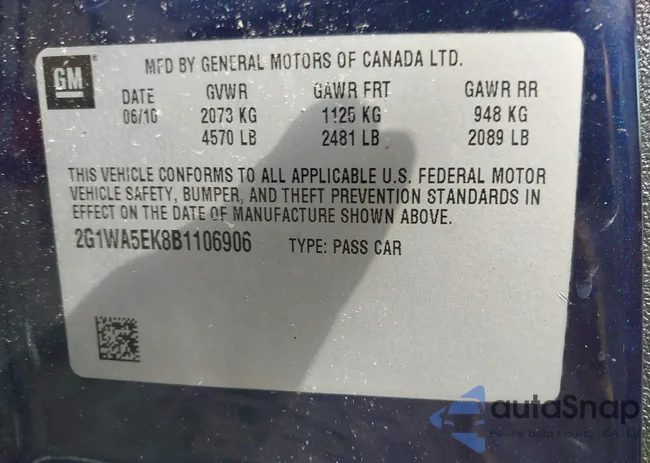 GM
MFD BY GENERAL MOTORS OF CANADA LTD.
DATE GVWR GAWR FRT GAWR RR
06/10 2073 KG 1125 KG 948 KG
4570 LB 2481 LB 2089 LB
THIS VEHICLE CONFORMS TO ALL APPLICABLE U.S. FEDERAL MOTOR
VEHICLE SAFETY, BUMPER, AND THEFT PREVENTION STANDARDS IN
EFFECT ON THE DATE OF MANUFACTURE SHOWN ABOVE.
2G1WA5EK8B1106906 TYPE: PASS CAR
autoSnap